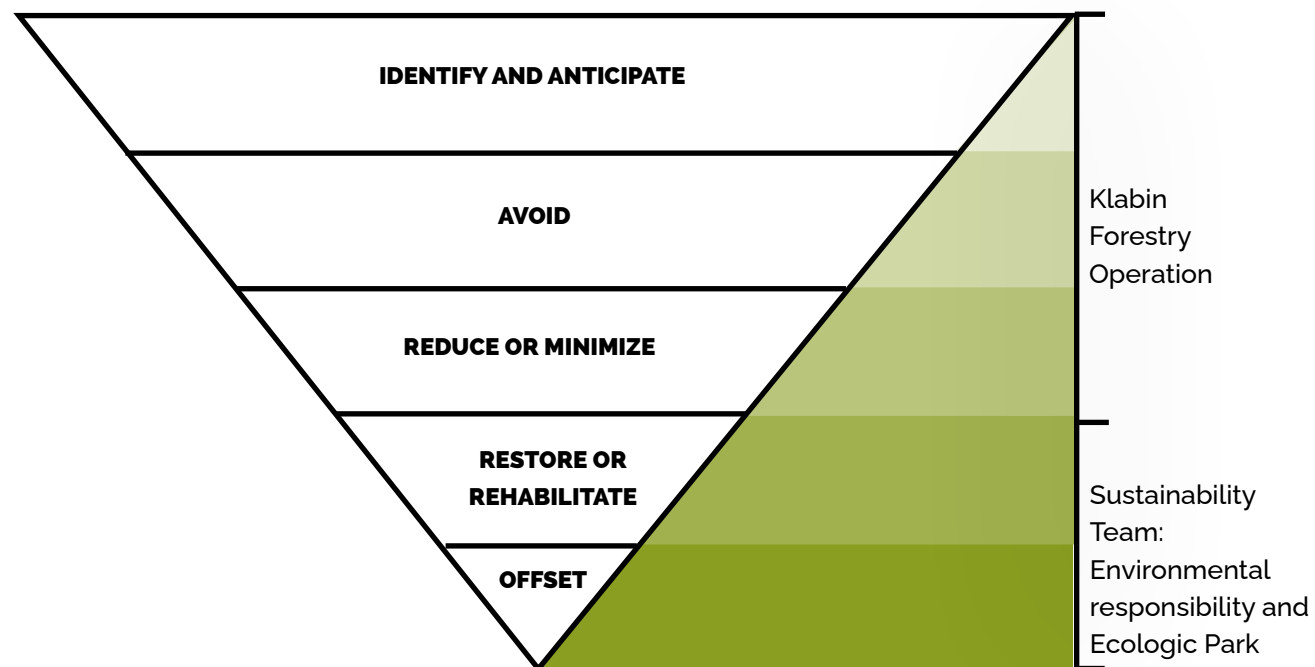 IDENTIFY AND ANTICIPATE
AVOID
REDUCE OR MINIMIZE
RESTORE OR
REHABILITATE
OFFSET
Klabin
Forestry
Operation
Sustainability
Team:
Environmental
responsibility and
Ecologic Park